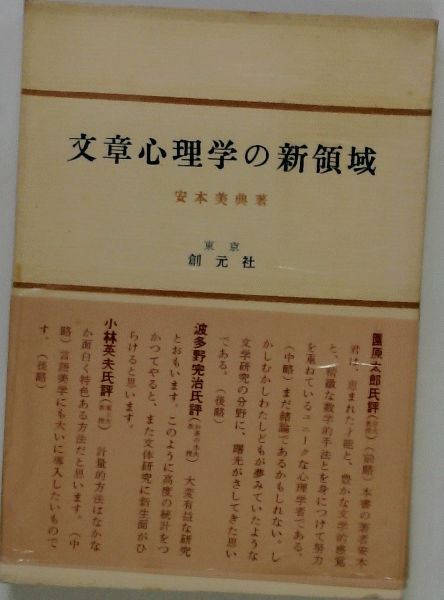 文章心理学の新領域
安本美典著
東京
創元社
園原太郎氏評（前略）本書の著者安本
君は、恵まれた才能と、豊かな文学的感覚
と、精緻な数学的手法とを身につけて努力
を重ねているユニークな心理学者である。
（中略）まだ緒論であるかもしれない。し
かしむかしわたしどもが夢みていたような
文学研究の分野に、曙光がさしてきた思い
である。（後略）
波多野完治氏評 大変有益な研究
とおもいます。このように高度の統計をつ
かつてやると、また文体研究に新生面がひ
らけると思います。
小林英夫氏評 計量的方法はなかな
か面白く特色ある方法だと思います。（中
略）言語美学にも大いに導入したいもので
す。（後略）